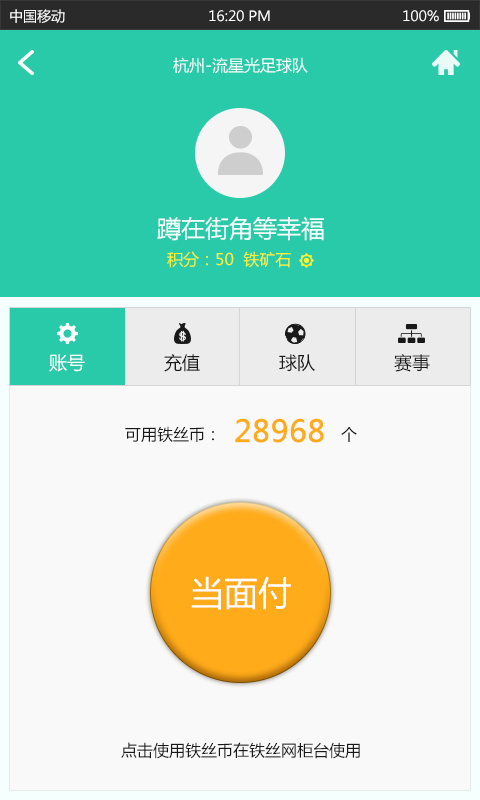 中国移动 16:20 PM 100%
杭州-流星光足球队
蹲在街角等幸福
积分：50 铁矿石
账号 充值 球队 赛事
可用铁丝币： 28968 个
当面付
点击使用铁丝币在铁丝网柜台使用